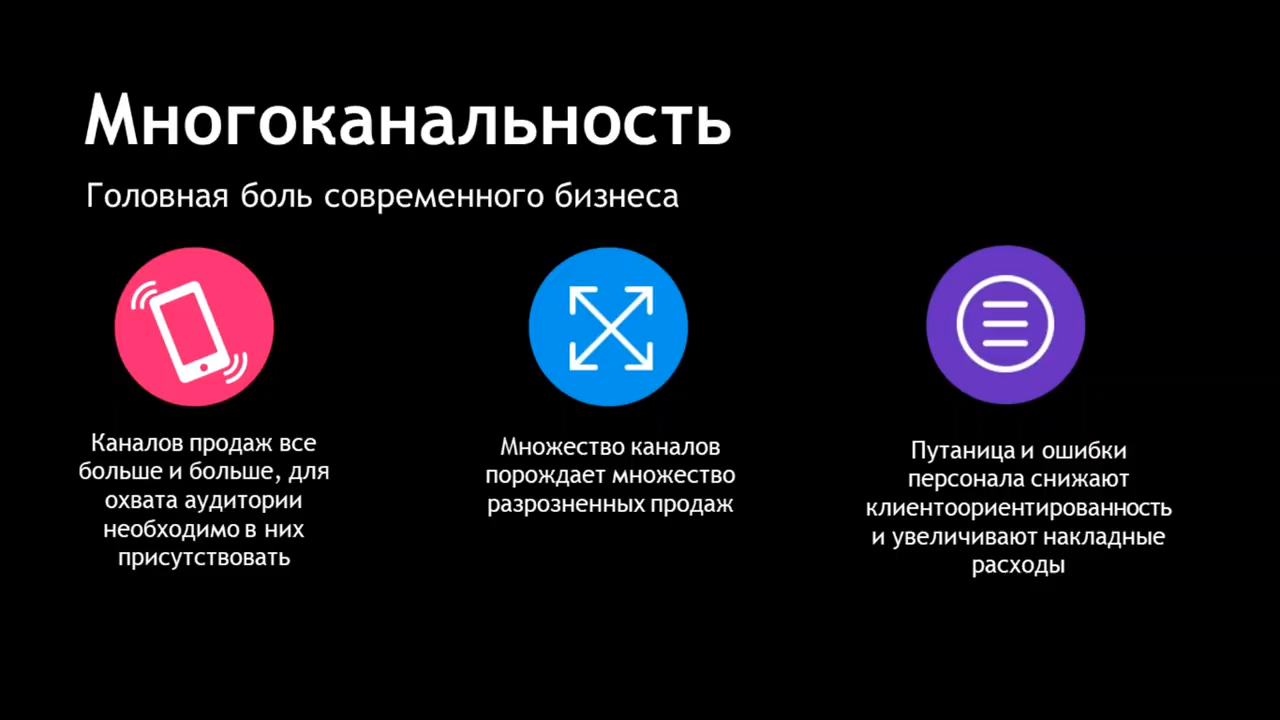 Многоканальность
Головная боль современного бизнеса
Каналов продаж все
больше и больше, для
охвата аудитории
необходимо в них
присутствовать
Множество каналов
порождает множество
разрозненных продаж
Путаница и ошибки
персонала снижают
клиентоориентированность
и увеличивают накладные
расходы